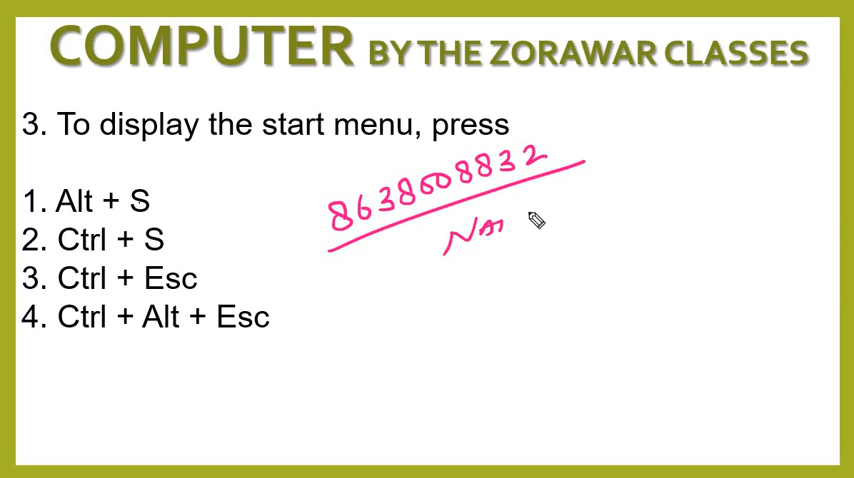 COMPUTER BY THE ZORAWAR CLASSES
3. To display the start menu, press
8638608832
1. Alt + S
Na
2. Ctrl + S
3. Ctrl + Esc
4. Ctrl + Alt + Esc